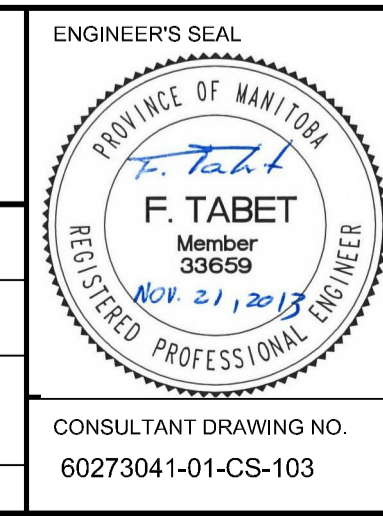 ENGINEER'S SEAL
PROVINCE OF MANITOBA
F. Tabet
F. TABET
Member
33659
NOV. 21, 2013
REGISTERED PROFESSIONAL ENGINEER
CONSULTANT DRAWING NO.
60273041-01-CS-103